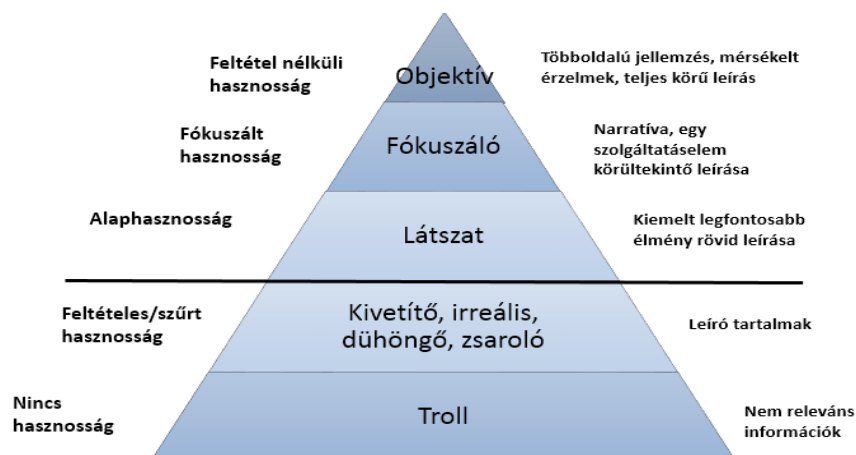 Feltétel nélküli
hasznosság
Objektív
Többoldalú jellemzés, mérsékelt
érzelmek, teljes körű leírás
Fókuszált
hasznosság
Fókuszáló
Narratíva, egy
szolgáltatáselem
körültekintő leírása
Alaphasznosság
Látszat
Kiemelt legfontosabb
élmény rövid leírása
Feltételes/szűrt
hasznosság
Kivetítő, irreális,
dühöngő, zsaroló
Leíró tartalmak
Nincs
hasznosság
Troll
Nem releváns
információk